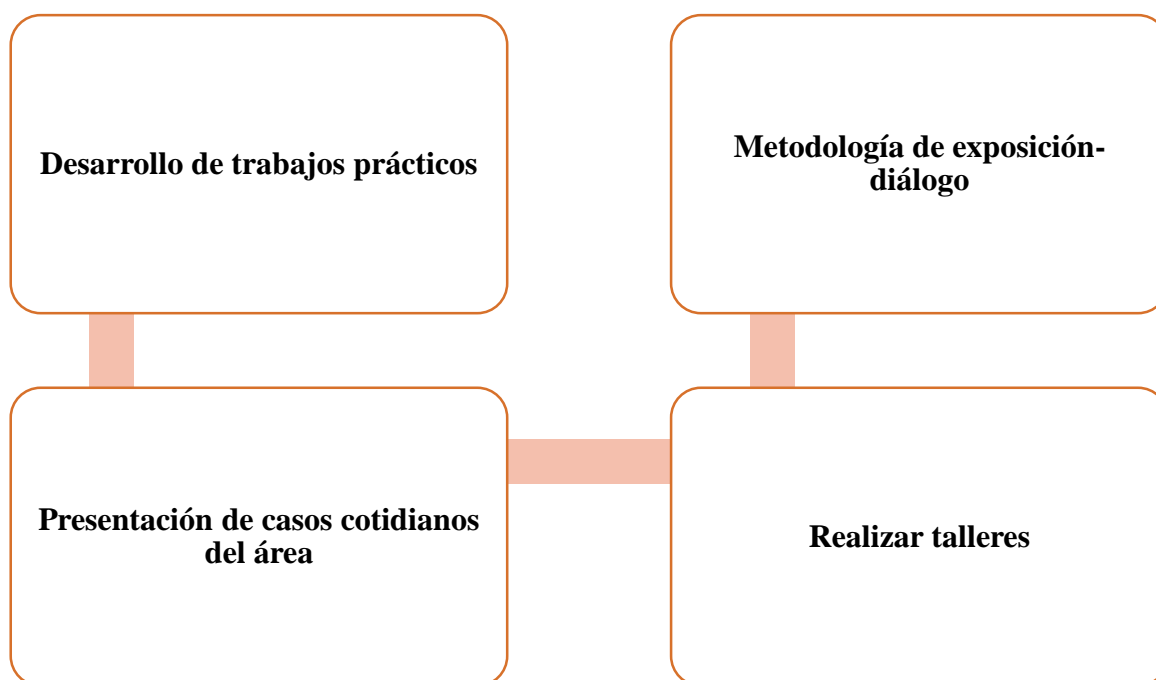 Desarrollo de trabajos prácticos
Presentación de casos cotidianos
del área
Realizar talleres
Metodología de exposición-
diálogo